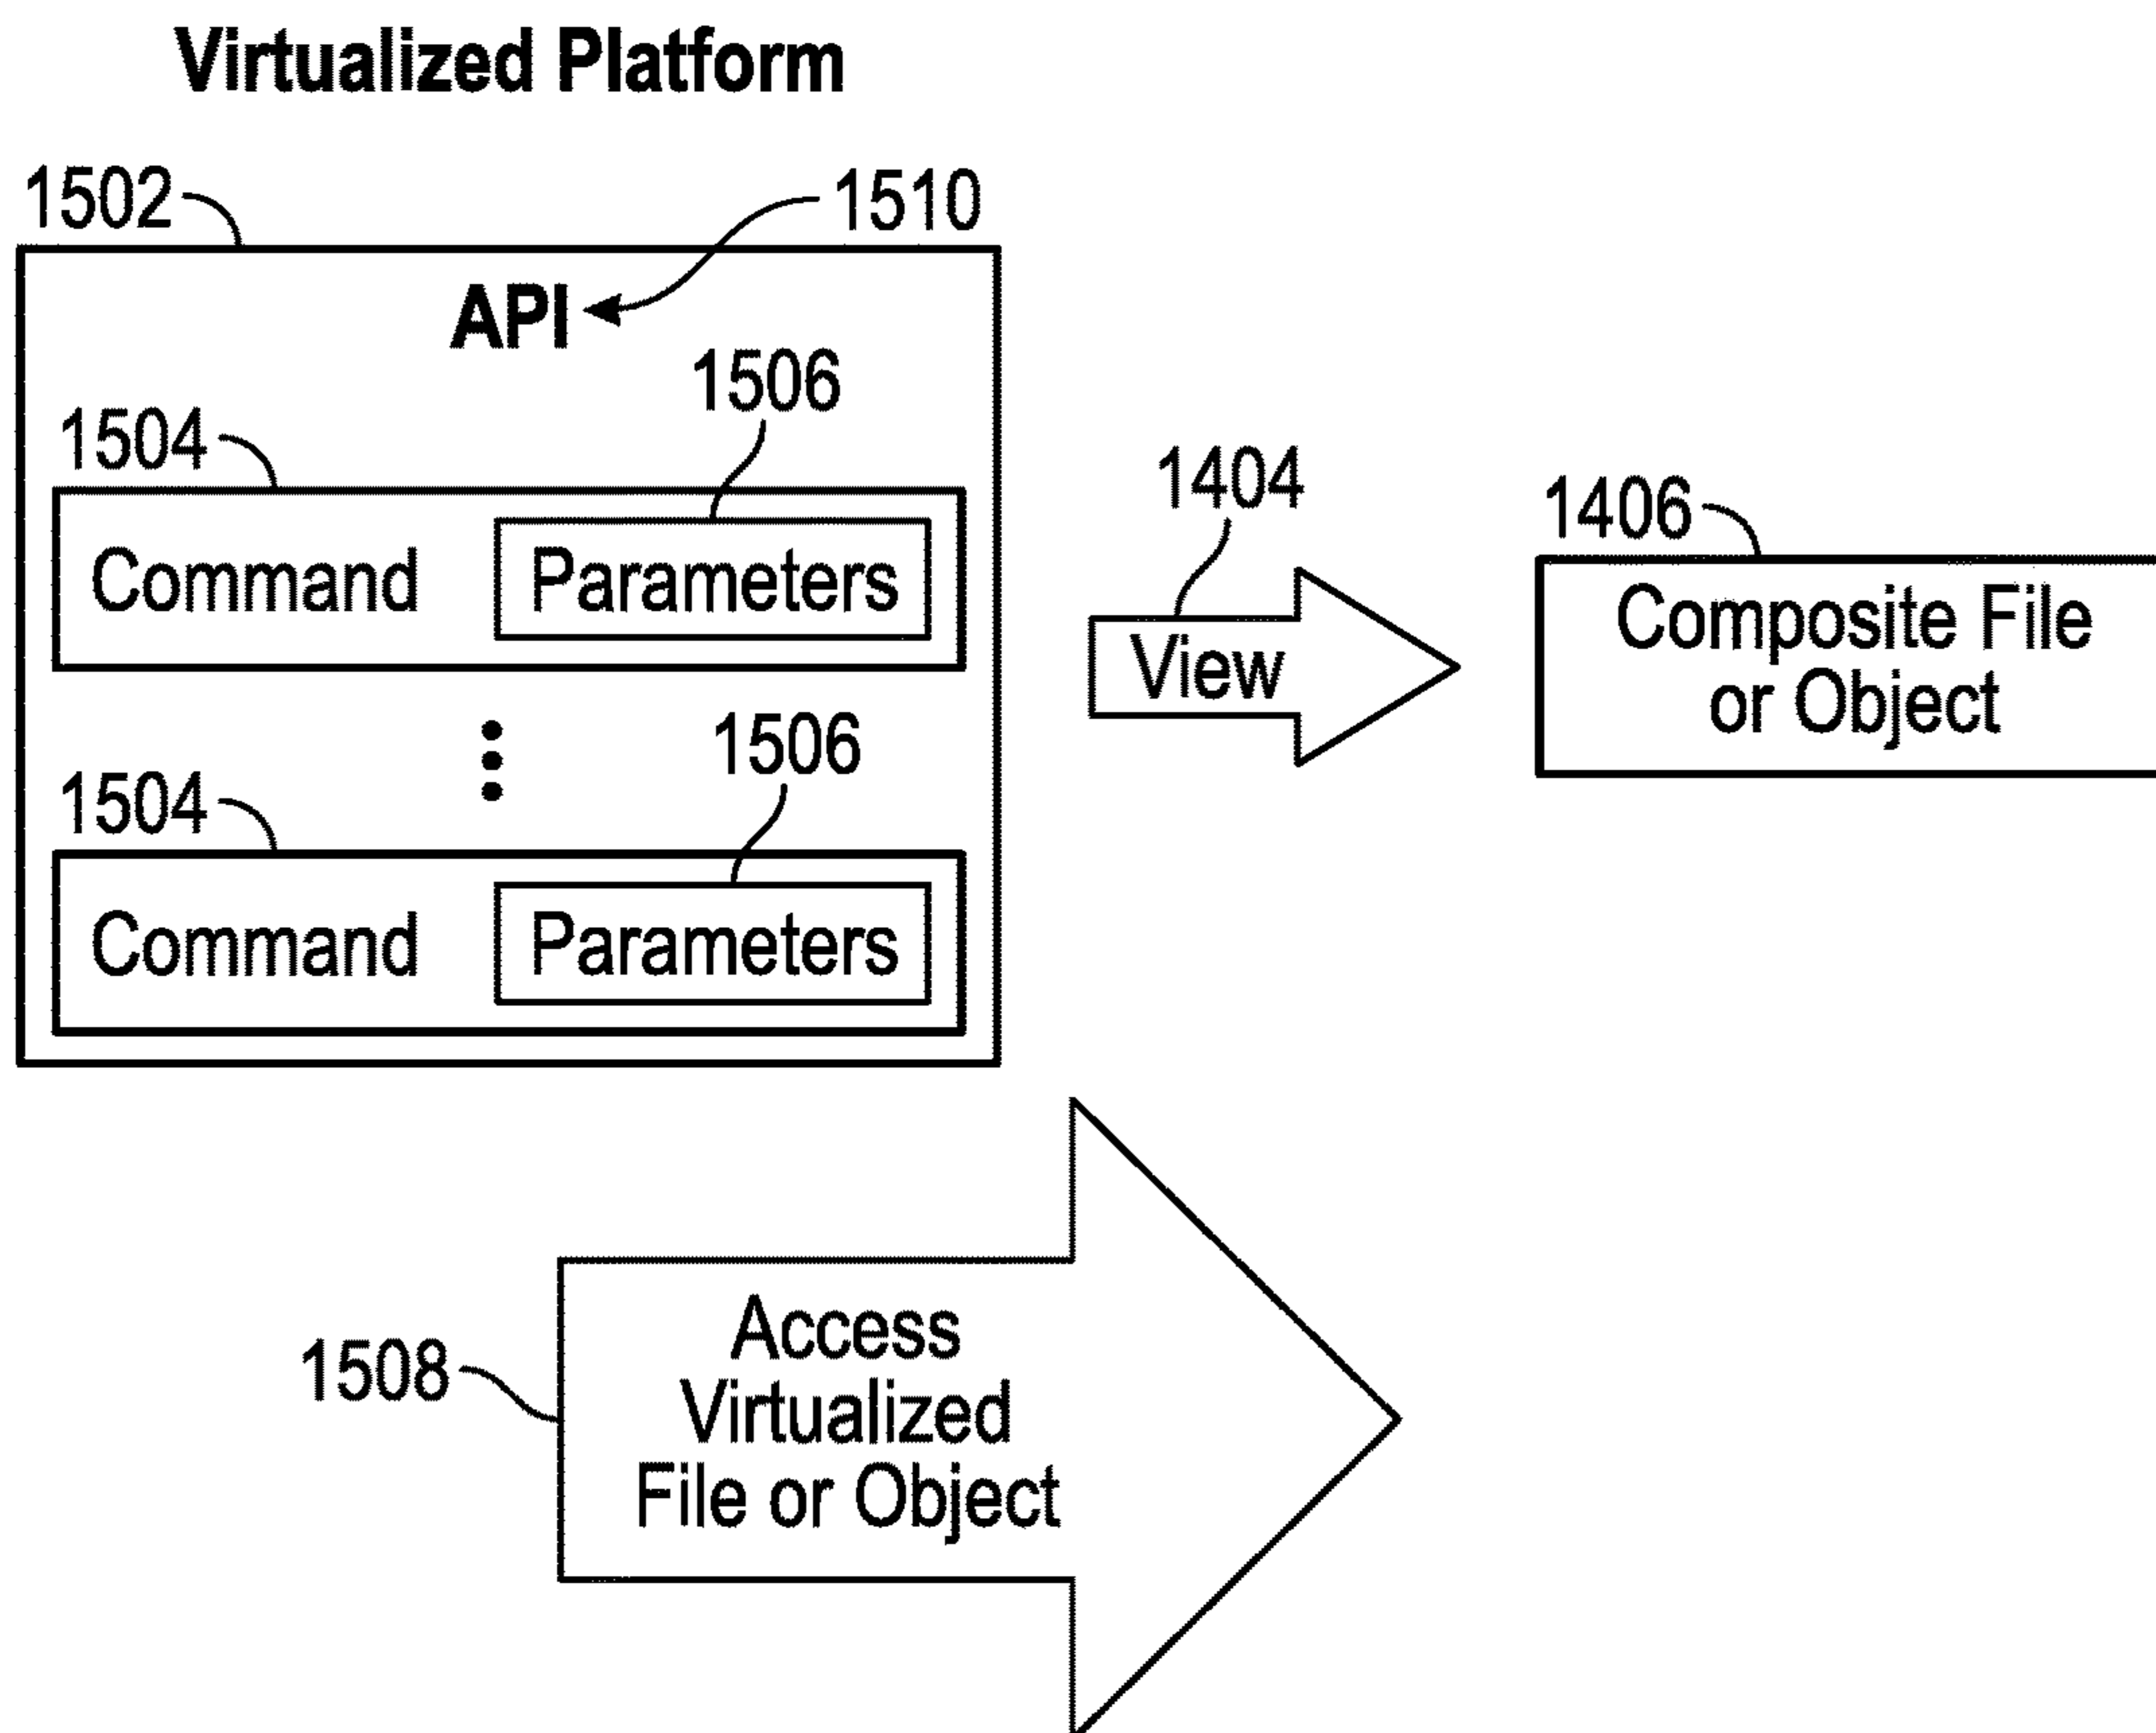 Virtualized Platform
1502
1510
API
1506
1504
Command
Parameters
1506
1504
Command
Parameters
1404
View
1406
Composite File
or Object
1508
Access
Virtualized
File or Object